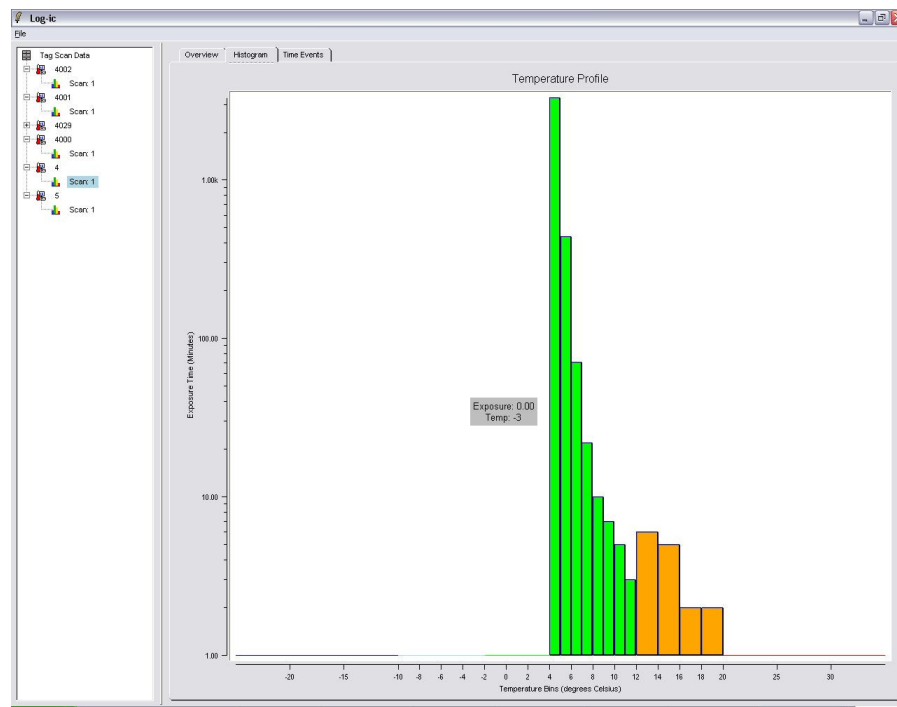 Log-ic
File
Tag Scan Data
4002
Scan: 1
4001
Scan: 1
4029
4000
Scan: 1
4
Scan: 1
5
Scan: 1
Overview
Histogram
Time Events
Temperature Profile
1.00k
100.00
10.00
1.00
Exposure Time (Minutes)
Exposure: 0.00
Temp: -3
-20 -15 -10 -8 -6 -4 -2 0 2 4 6 8 10 12 14 16 18 20 25 30
Temperature Bins (degrees Celsius)